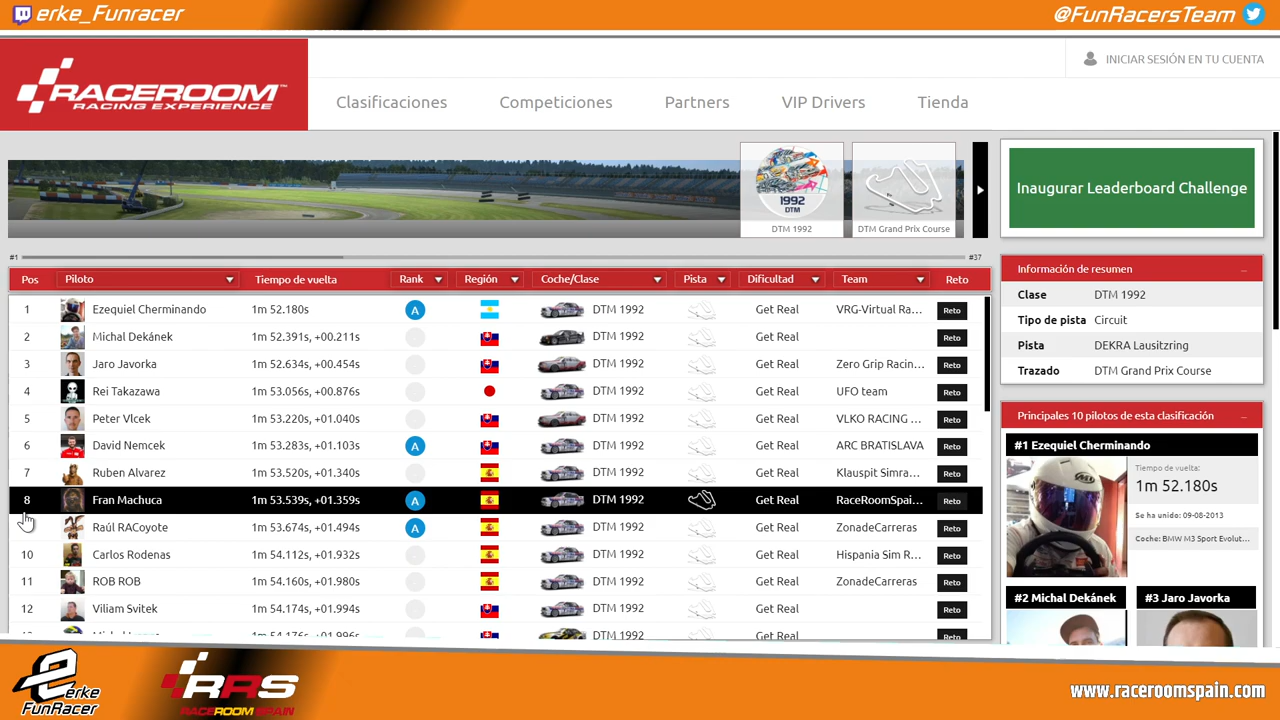 erke_Funracer
@FunRacersTeam
RACEROOM™
RACING EXPERIENCE
INICIAR SESIÓN EN TU CUENTA
Clasificaciones Competiciones Partners VIP Drivers Tienda
1992
DTM
DTM 1992
DTM Grand Prix Course
Inaugurar Leaderboard Challenge
#1 #37
Pos Piloto Tiempo de vuelta Rank Región Coche/Clase Pista Dificultad Team Reto
1 Ezequiel Cherminando 1m 52.180s A DTM 1992 Get Real VRG-Virtual Ra... Reto
2 Michal Dekánek 1m 52.391s, +00.211s DTM 1992 Get Real Reto
3 Jaro Javorka 1m 52.634s, +00.454s DTM 1992 Get Real Zero Grip Racin... Reto
4 Rei Takazawa 1m 53.056s, +00.876s DTM 1992 Get Real UFO team Reto
5 Peter Vlcek 1m 53.220s, +01.040s DTM 1992 Get Real VLKO RACING ... Reto
6 David Nemcek 1m 53.283s, +01.103s A DTM 1992 Get Real ARC BRATISLAVA Reto
7 Ruben Alvarez 1m 53.520s, +01.340s DTM 1992 Get Real Klauspit Simra... Reto
8 Fran Machuca 1m 53.539s, +01.359s A DTM 1992 Get Real RaceRoomSpai... Reto
Raúl RACoyote 1m 53.674s, +01.494s A DTM 1992 Get Real ZonadeCarreras Reto
10 Carlos Rodenas 1m 54.112s, +01.932s DTM 1992 Get Real Hispania Sim R... Reto
11 ROB ROB 1m 54.160s, +01.980s DTM 1992 Get Real ZonadeCarreras Reto
12 Viliam Svitek 1m 54.174s, +01.994s DTM 1992 Get Real Reto
1m 54.176s, +01.996s DTM 1992 Get Real Reto
Información de resumen
Clase DTM 1992
Tipo de pista Circuit
Pista DEKRA Lausitzring
Trazado DTM Grand Prix Course
Principales 10 pilotos de esta clasificación
#1 Ezequiel Cherminando
Tiempo de vuelta:
1m 52.180s
Se ha unido: 09-08-2013
Coche: BMW M3 Sport Evolut...
#2 Michal Dekánek
#3 Jaro Javorka
erke
FunRacer
RRS
RACEROOM SPAIN
www.raceroomspain.com